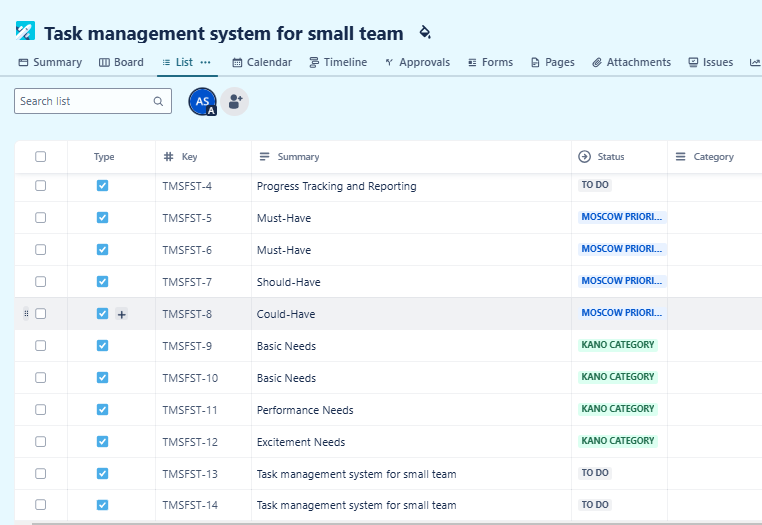 Task management system for small team
Summary Board List ... Calendar Timeline Approvals Forms Pages Attachments Issues
Search list AS A
Type Key Summary Status Category
TMSFST-4 Progress Tracking and Reporting TO DO
TMSFST-5 Must-Have MOSCOW PRIORI...
TMSFST-6 Must-Have MOSCOW PRIORI...
TMSFST-7 Should-Have MOSCOW PRIORI...
TMSFST-8 Could-Have MOSCOW PRIORI...
TMSFST-9 Basic Needs KANO CATEGORY
TMSFST-10 Basic Needs KANO CATEGORY
TMSFST-11 Performance Needs KANO CATEGORY
TMSFST-12 Excitement Needs KANO CATEGORY
TMSFST-13 Task management system for small team TO DO
TMSFST-14 Task management system for small team TO DO